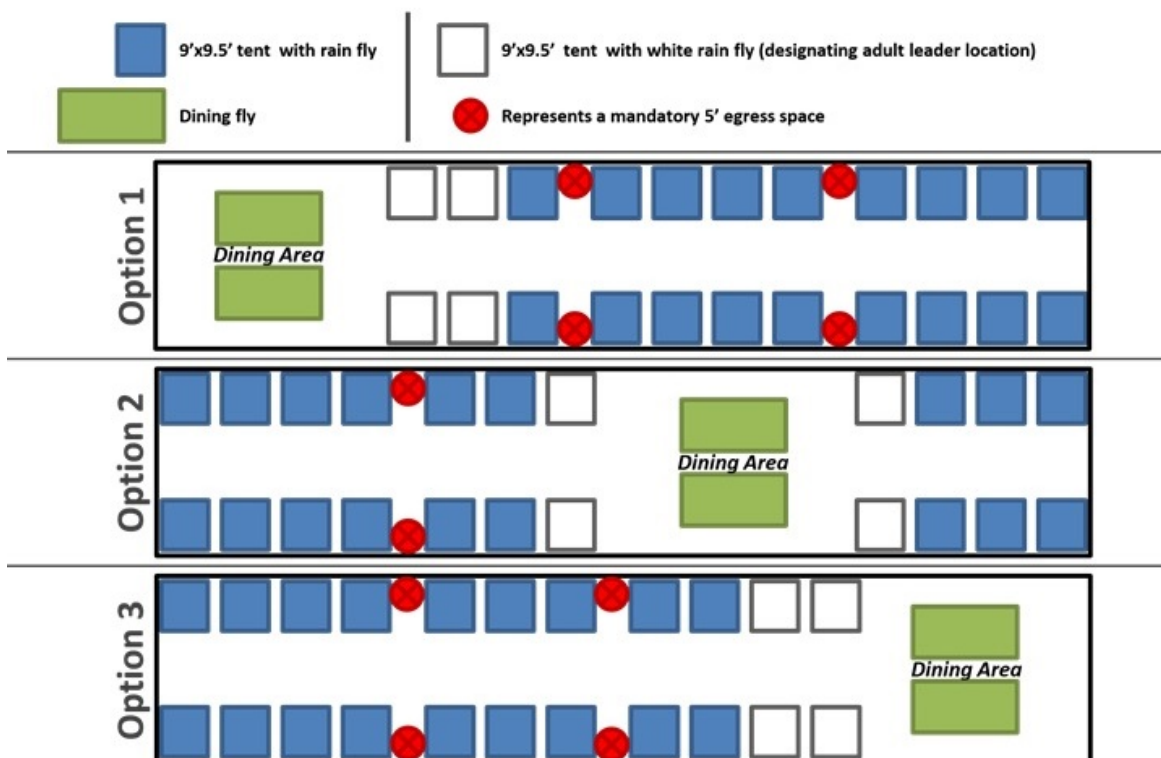 9’x9.5’ tent with rain fly
9’x9.5’ tent with white rain fly (designating adult leader location)
Dining fly
Represents a mandatory 5’ egress space
Option 1
Dining Area
Option 2
Dining Area
Option 3
Dining Area